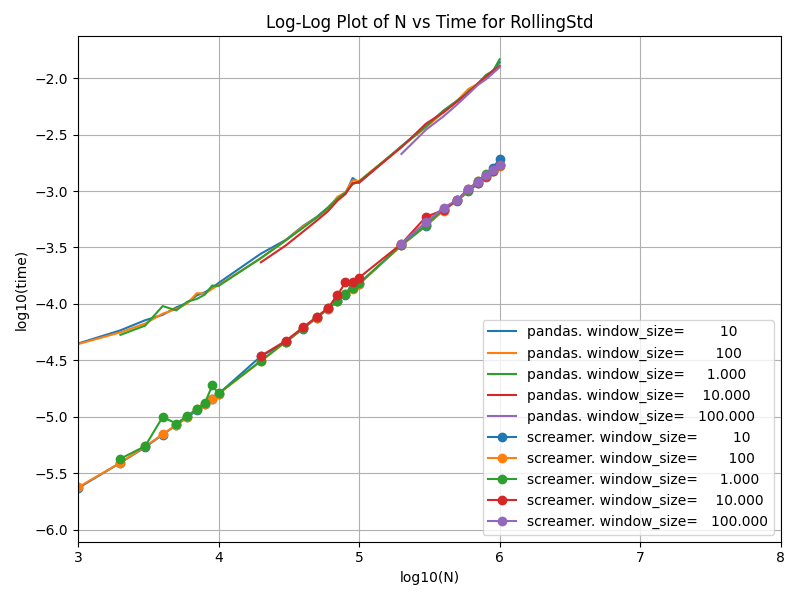 Log-Log Plot of N vs Time for RollingStd
log10(time)
−2.0
−2.5
−3.0
−3.5
−4.0
−4.5
−5.0
−5.5
−6.0
pandas. window_size= 10
pandas. window_size= 100
pandas. window_size= 1.000
pandas. window_size= 10.000
pandas. window_size= 100.000
screamer. window_size= 10
screamer. window_size= 100
screamer. window_size= 1.000
screamer. window_size= 10.000
screamer. window_size= 100.000
3 4 5 6 7 8
log10(N)